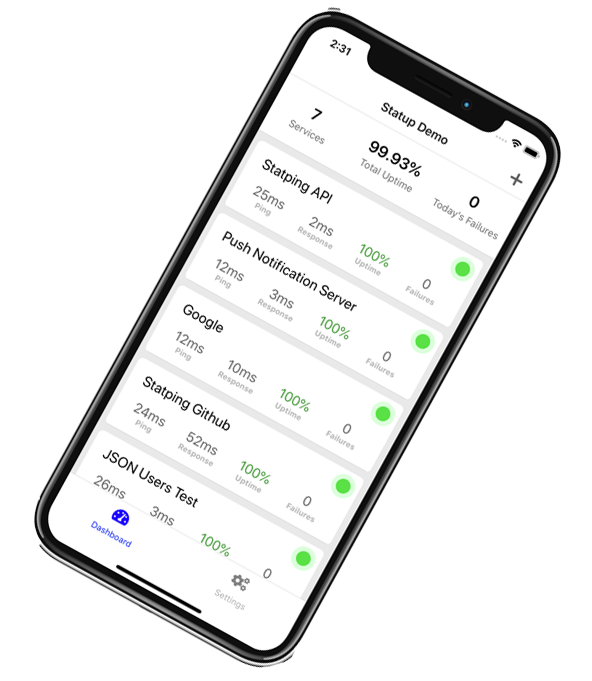 2:31
Statup Demo
+
7 99.93% 0
Services Total Uptime Today's Failures
Statping API
25ms 2ms 100% 0
Ping Response Uptime Failures
Push Notification Server
12ms 3ms 100% 0
Ping Response Uptime Failures
Google
12ms 10ms 100% 0
Ping Response Uptime Failures
Statping Github
24ms 52ms 100% 0
Ping Response Uptime Failures
JSON Users Test
26ms 3ms 100% 0
Dashboard Settings